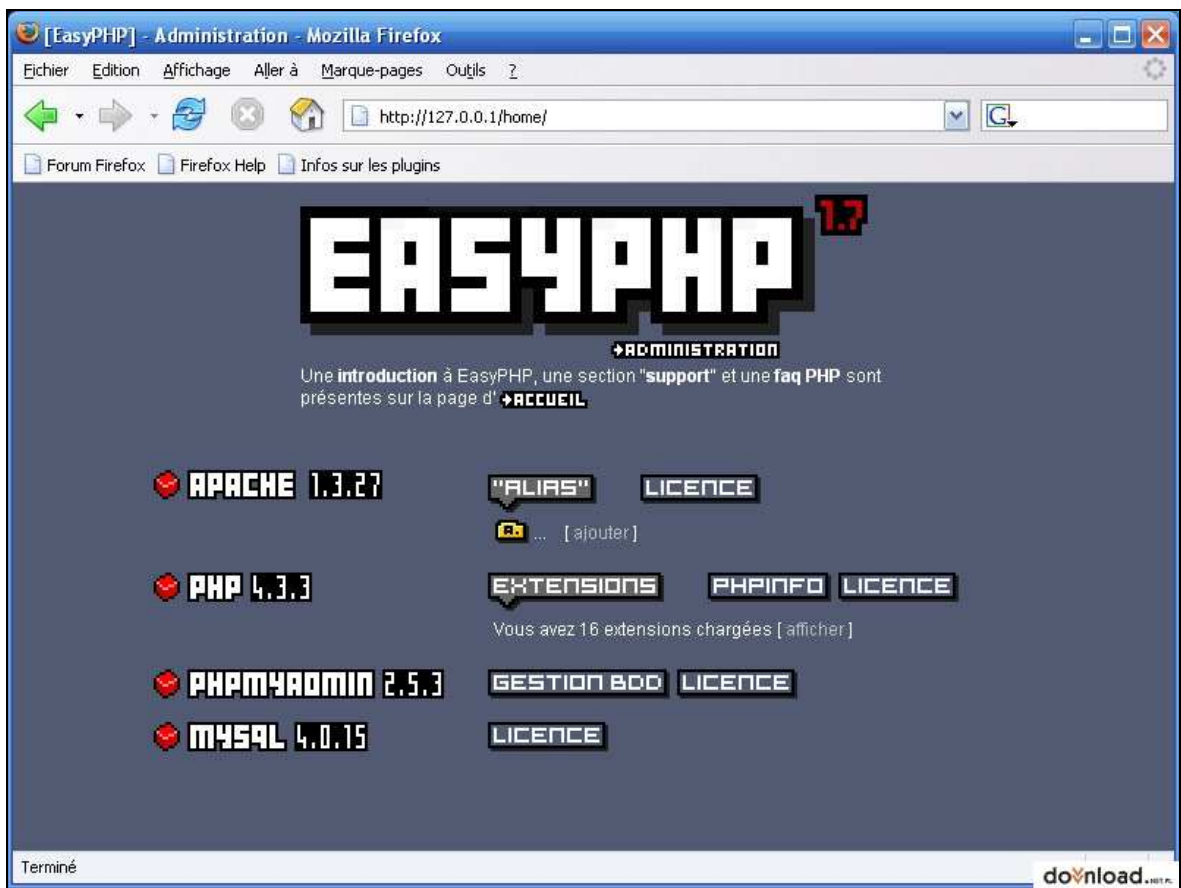 [EasyPHP] - Administration - Mozilla Firefox
Fichier Edition Affichage Aller à Marque-pages Outils ?
http://127.0.0.1/home/ G
Forum Firefox Firefox Help Infos sur les plugins
EASYPHP 1.7
ADMINISTRATION
Une introduction à EasyPHP, une section "support" et une faq PHP sont
présentes sur la page d' ACCUEIL
APACHE 1.3.27 "ALIAS" LICENCE
A. ... [ ajouter ]
PHP 4.3.3 EXTENSIONS PHPINFO LICENCE
Vous avez 16 extensions chargées [ afficher ]
PHPMYADMIN 2.5.3 GESTION BDD LICENCE
MYSQL 4.0.15 LICENCE
Terminé
download.NET.PL